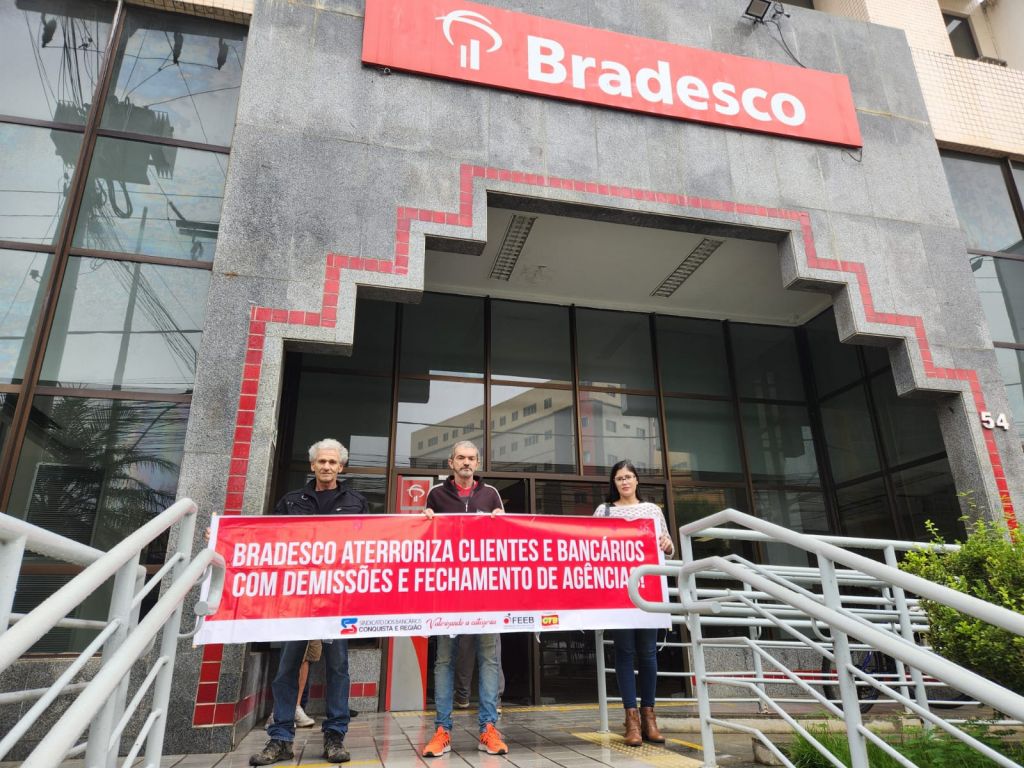 Bradesco
54
BRADESCO ATERRORIZA CLIENTES E BANCÁRIOS
COM DEMISSÕES E FECHAMENTO DE AGÊNCIAS!
SINDICATO DOS BANCÁRIOS
CONQUISTA E REGIÃO
Valorizando a categoria
FEEB
CTB